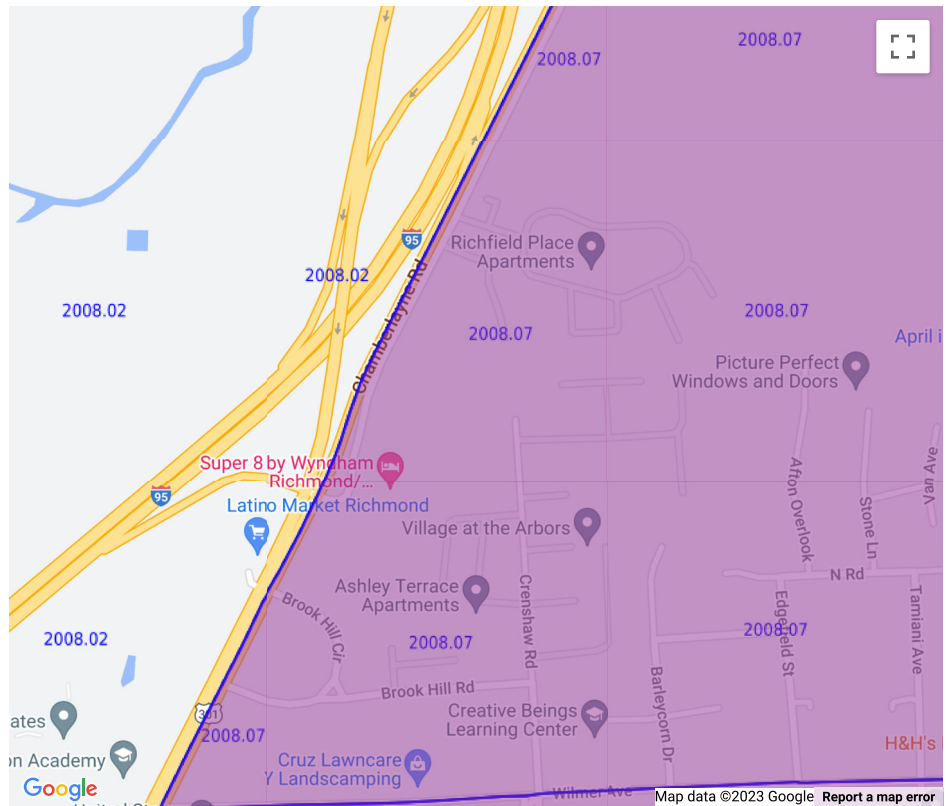 2008.07
2008.07
95
Richfield Place
Apartments
2008.02
2008.02
2008.07
2008.07
Chamberlayne Rd
April i
Picture Perfect
Windows and Doors
Super 8 by Wyndham
Richmond/...
95
Latino Market Richmond
Village at the Arbors
Afton Overlook
Stone Ln
Van Ave
Ashley Terrace
Apartments
Crenshaw Rd
N Rd
Brook Hill Cir
Edgefield St
Tamiani Ave
2008.02
2008.07
2008.07
Barleycorn Dr
Brook Hill Rd
301
2008.07
ates
Creative Beings
Learning Center
on Academy
H&H's
Cruz Lawncare
Y Landscaping
Google
Wilmer Ave
Map data ©2023 Google
Report a map error